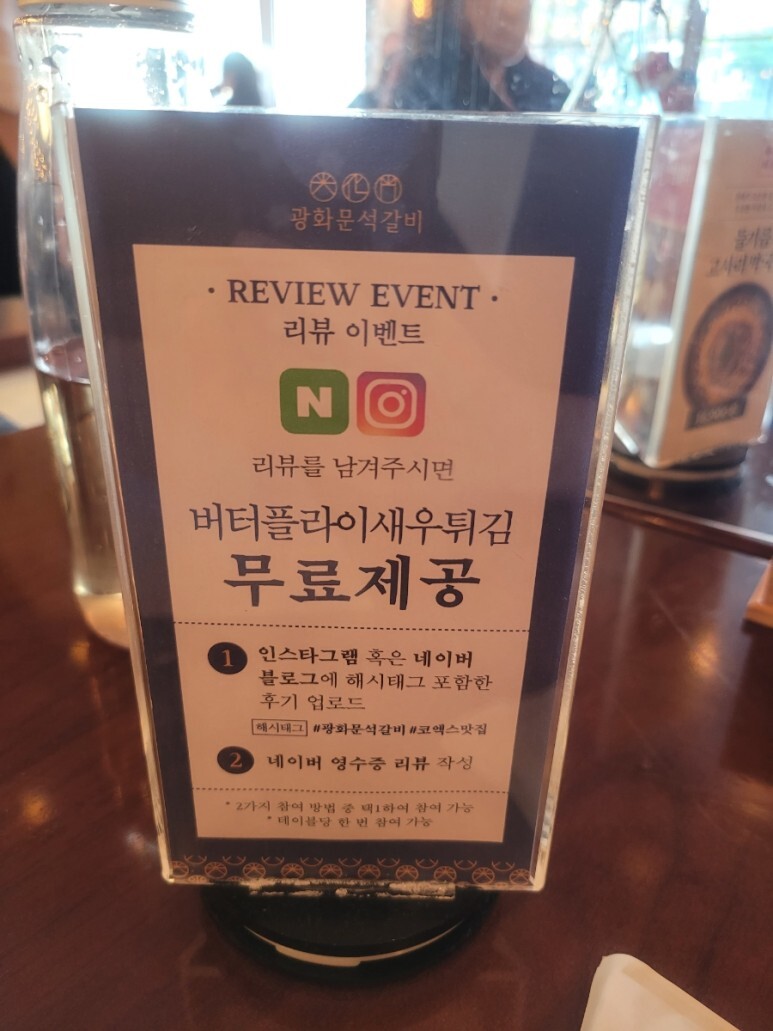 광화문석갈비
· REVIEW EVENT ·
리뷰 이벤트
N
리뷰를 남겨주시면
버터플라이새우튀김
무료제공
1 인스타그램 혹은 네이버
블로그에 해시태그 포함한
후기 업로드
해시태그 #광화문석갈비 #코엑스맛집
2 네이버 영수증 리뷰 작성
* 2가지 참여 방법 중 택1하여 참여 가능
* 테이블당 한 번 참여 가능